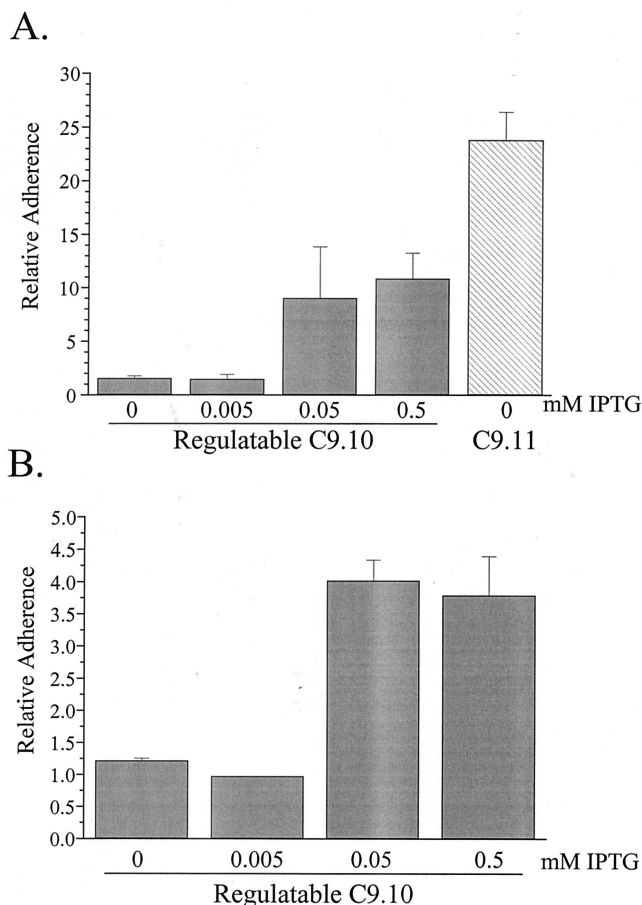 A.
30
25
20
15
10
5
0
Relative Adherence
0 0.005 0.05 0.5 0 mM IPTG
Regulatable C9.10 C9.11
B.
5.0
4.5
4.0
3.5
3.0
2.5
2.0
1.5
1.0
0.5
0.0
Relative Adherence
0 0.005 0.05 0.5 mM IPTG
Regulatable C9.10